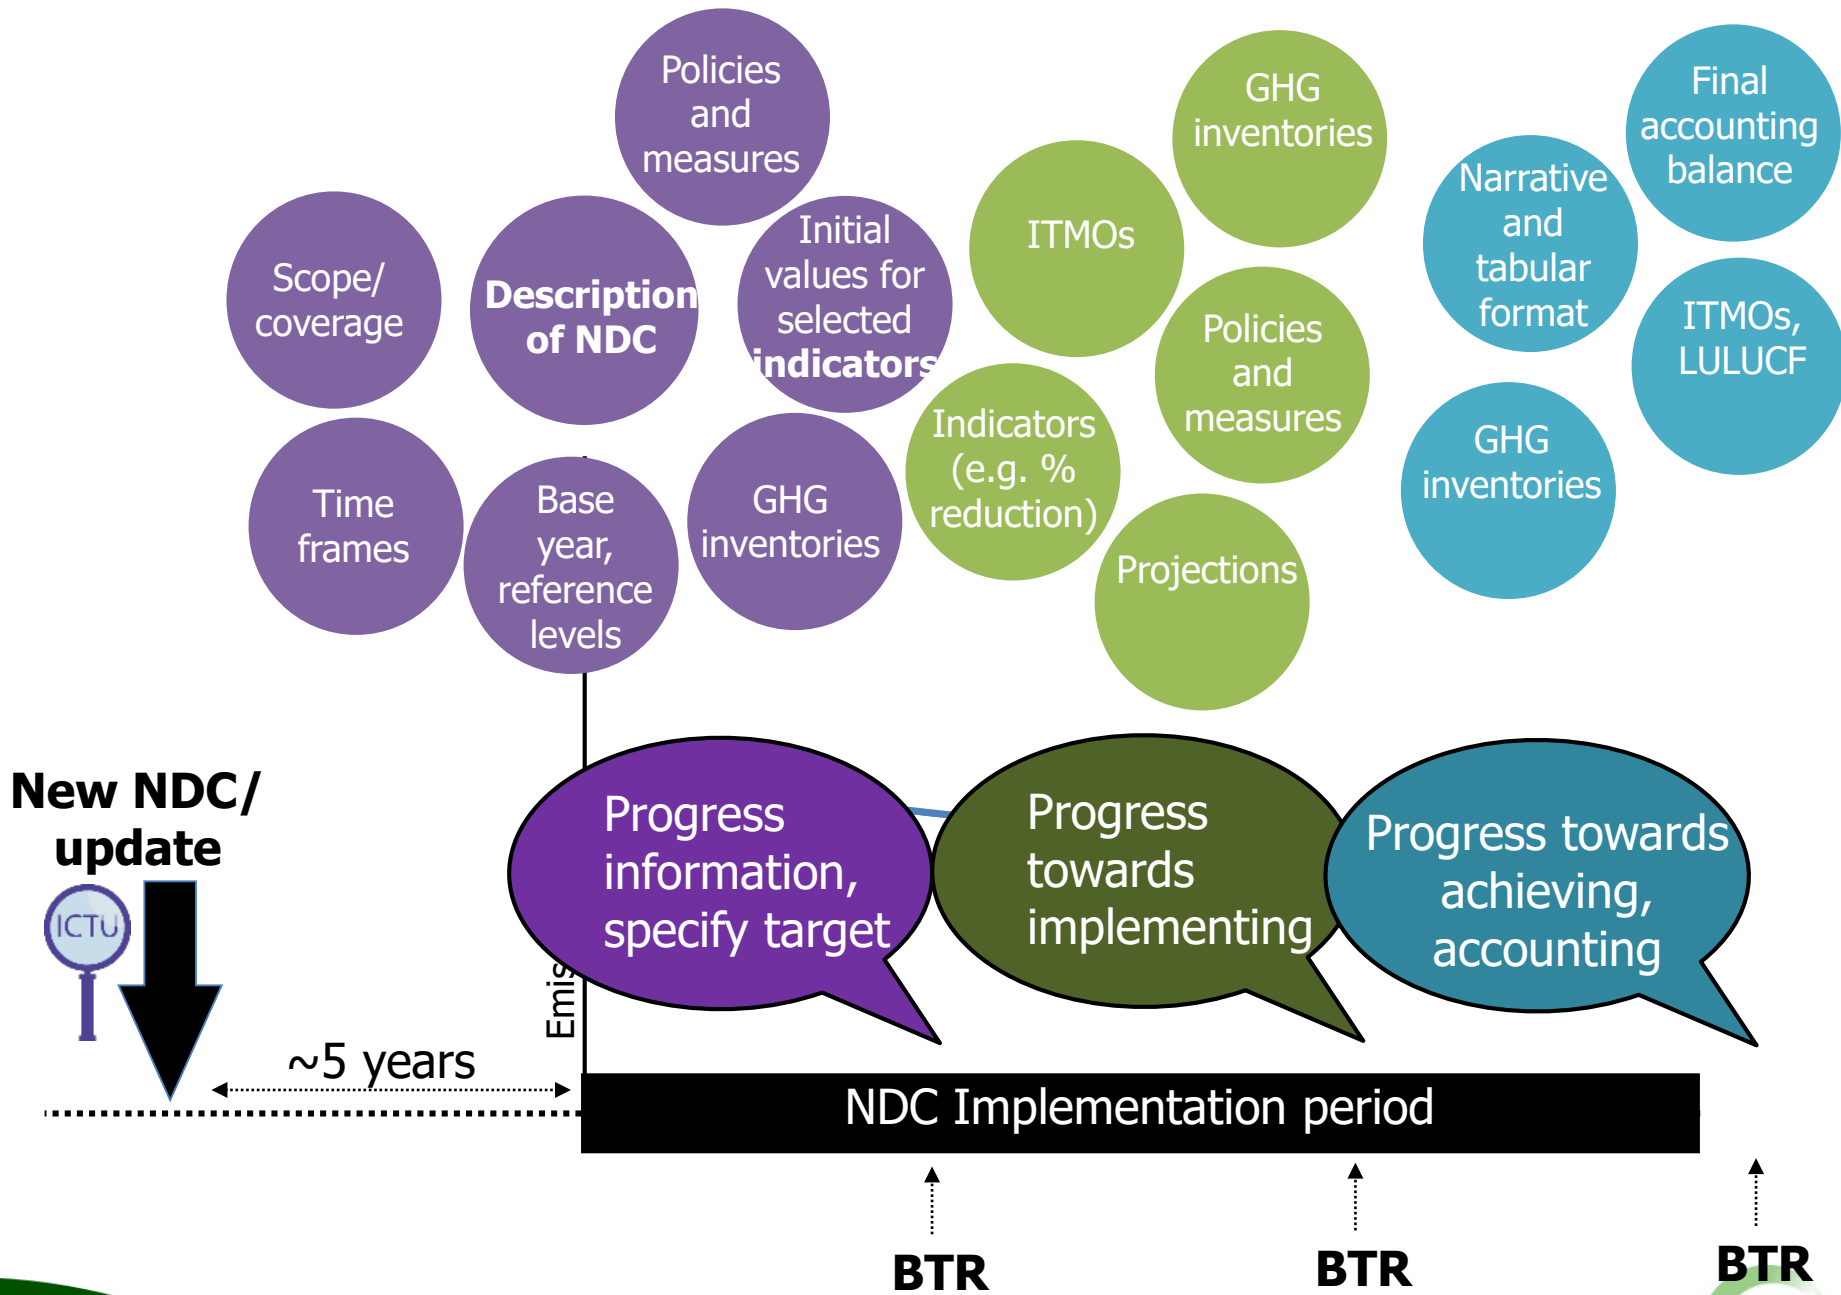 Policies
and
measures
GHG
inventories
Final
accounting
balance
Scope/
coverage
Description
of NDC
Initial
values for
selected
indicators
ITMOs
Policies
and
measures
Narrative
and
tabular
format
ITMOs,
LULUCF
Time
frames
Base
year,
reference
levels
GHG
inventories
Indicators
(e.g. %
reduction)
Projections
GHG
inventories
New NDC/
update
ICTU
Progress
information,
specify target
Progress
towards
implementing
Progress towards
achieving,
accounting
Emis
~5 years
NDC Implementation period
BTR
BTR
BTR